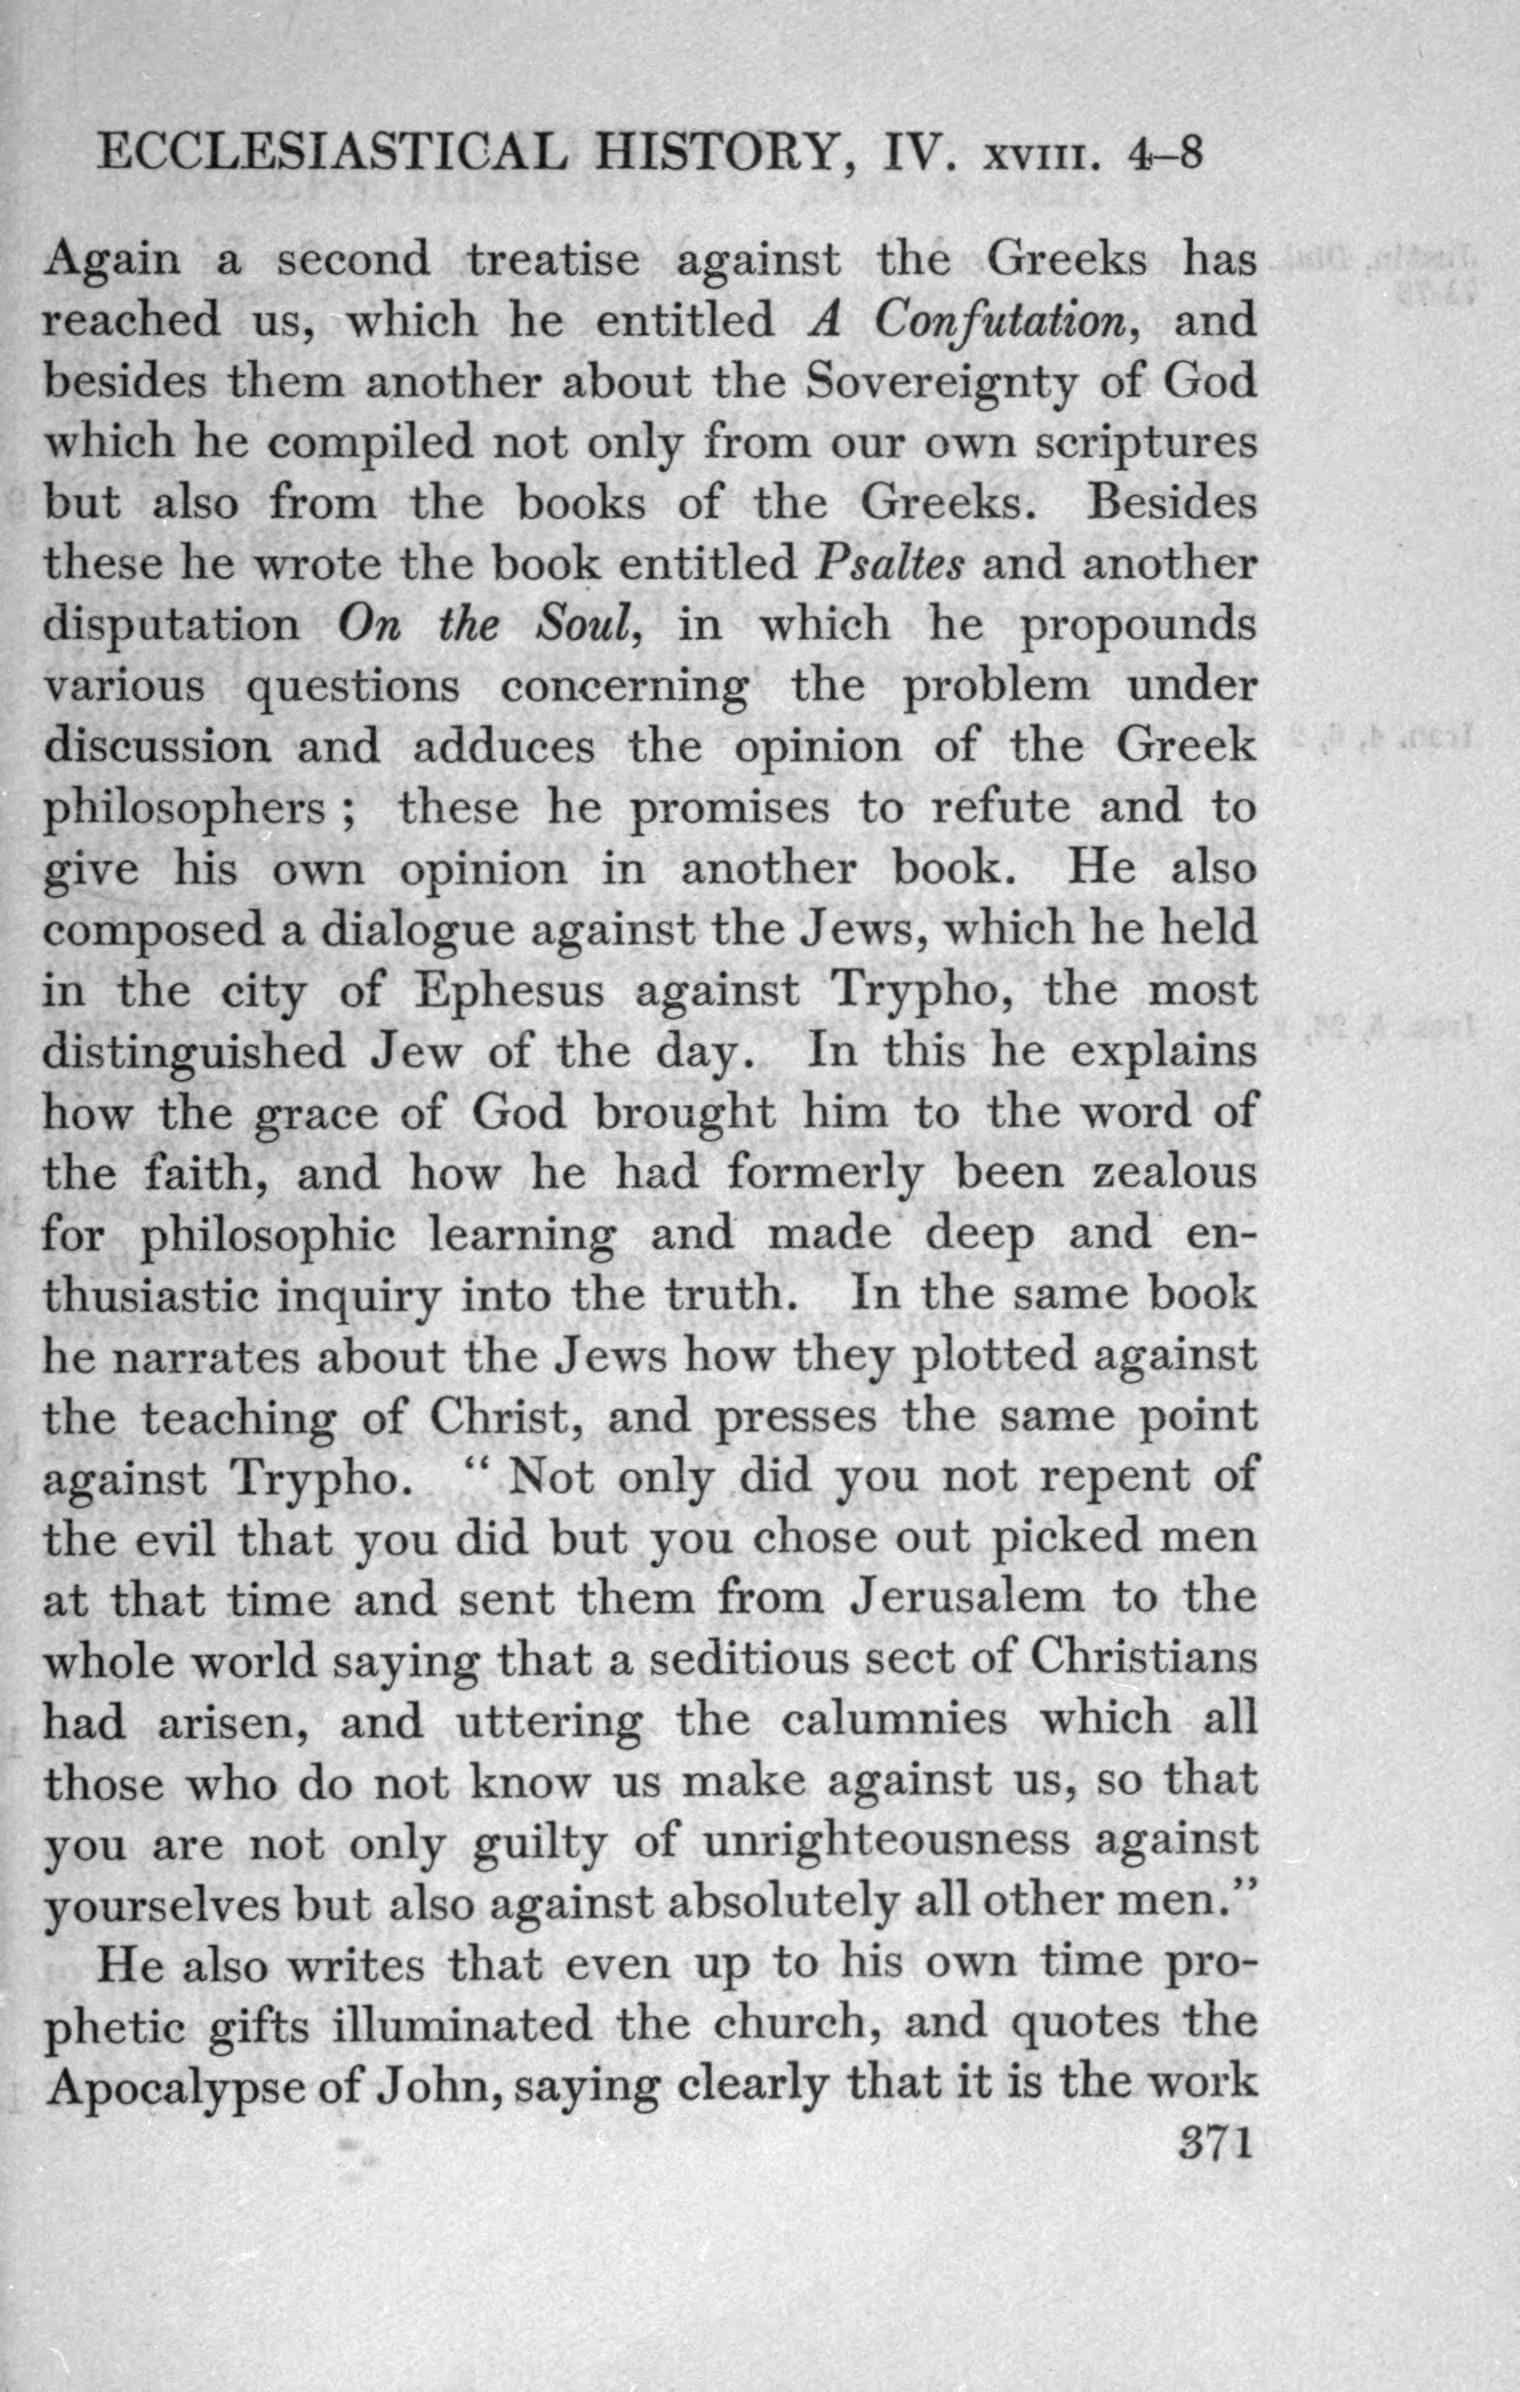 ECCLESIASTICAL HISTORY, IV. XVIII. 4–8
Again a second treatise against the Greeks has
reached us, which he entitled A Confutation, and
besides them another about the Sovereignty of God
which he compiled not only from our own scriptures
but also from the books of the Greeks. Besides
these he wrote the book entitled Psaltes and another
disputation On the Soul, in which he propounds
various questions concerning the problem under
discussion and adduces the opinion of the Greek
philosophers ; these he promises to refute and to
give his own opinion in another book. He also
composed a dialogue against the Jews, which he held
in the city of Ephesus against Trypho, the most
distinguished Jew of the day. In this he explains
how the grace of God brought him to the word of
the faith, and how he had formerly been zealous
for philosophic learning and made deep and en-
thusiastic inquiry into the truth. In the same book
he narrates about the Jews how they plotted against
the teaching of Christ, and presses the same point
against Trypho. “ Not only did you not repent of
the evil that you did but you chose out picked men
at that time and sent them from Jerusalem to the
whole world saying that a seditious sect of Christians
had arisen, and uttering the calumnies which all
those who do not know us make against us, so that
you are not only guilty of unrighteousness against
yourselves but also against absolutely all other men.”
He also writes that even up to his own time pro-
phetic gifts illuminated the church, and quotes the
Apocalypse of John, saying clearly that it is the work
371